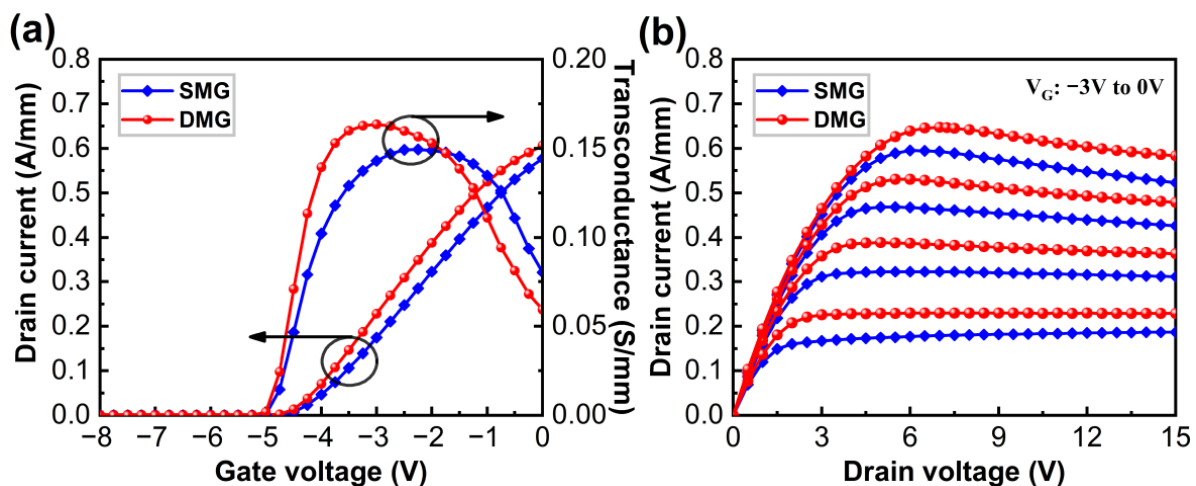 (a)
0.8
0.7
0.6
0.5
0.4
0.3
0.2
0.1
0.0
Drain current (A/mm)
SMG
DMG
0.20
0.15
0.10
0.05
0.00
Transconductance (S/mm)
−8 −7 −6 −5 −4 −3 −2 −1 0
Gate voltage (V)
(b)
0.8
0.7
0.6
0.5
0.4
0.3
0.2
0.1
0.0
Drain current (A/mm)
SMG
DMG
V_G: −3V to 0V
0 3 6 9 12 15
Drain voltage (V)